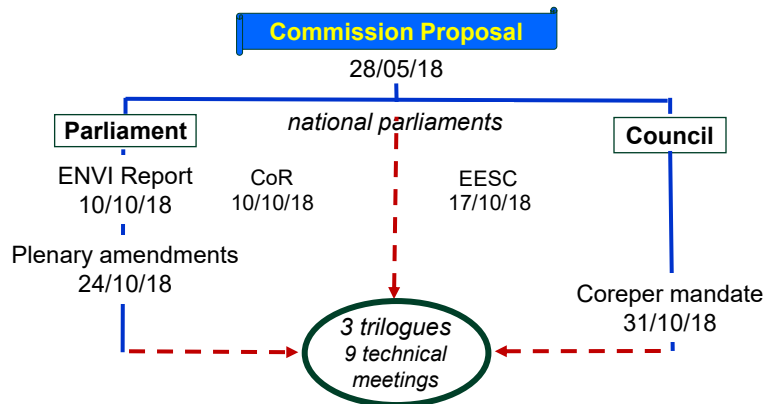 Commission Proposal
28/05/18
Parliament
national parliaments
Council
ENVI Report
10/10/18
CoR
10/10/18
EESC
17/10/18
Plenary amendments
24/10/18
Coreper mandate
31/10/18
3 trilogues
9 technical
meetings